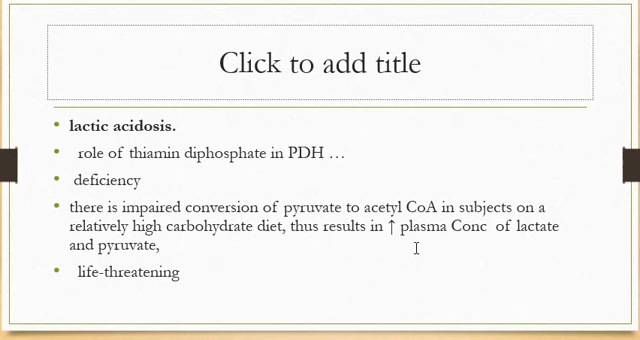 Click to add title
• lactic acidosis.
• role of thiamin diphosphate in PDH …
• deficiency
• there is impaired conversion of pyruvate to acetyl CoA in subjects on a
relatively high carbohydrate diet, thus results in ↑ plasma Conc of lactate
and pyruvate,
• life-threatening